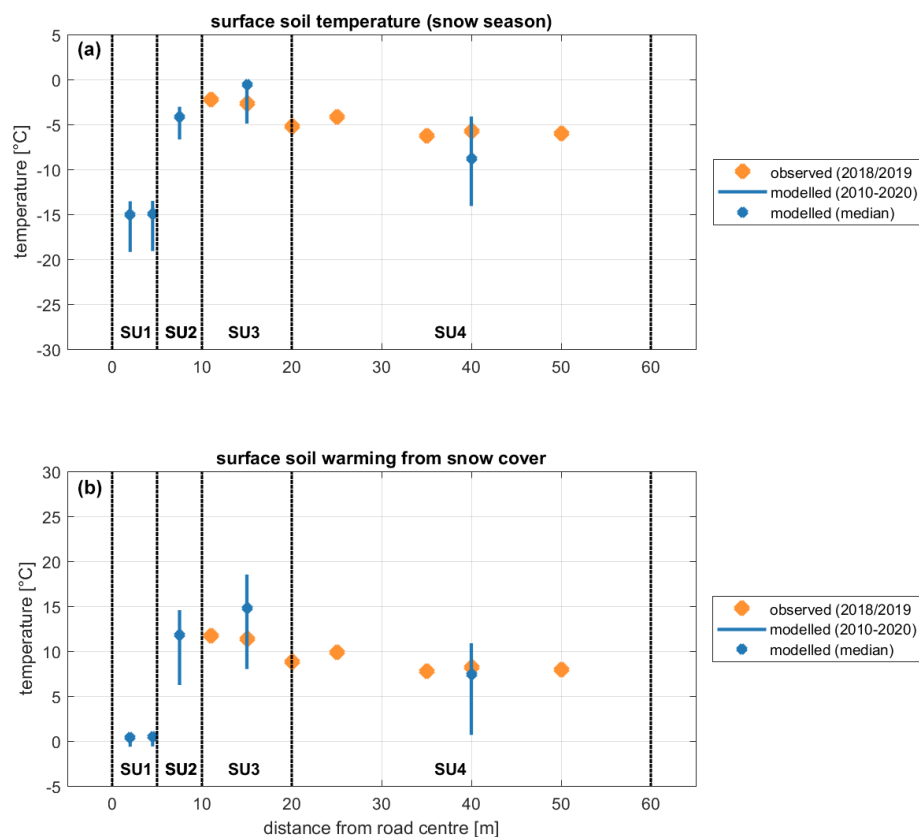 surface soil temperature (snow season)
(a)
5
0
-5
-10
-15
-20
-25
-30
temperature [°C]
SU1 SU2 SU3 SU4
0 10 20 30 40 50 60
observed (2018/2019
modelled (2010-2020)
modelled (median)
surface soil warming from snow cover
(b)
30
25
20
15
10
5
0
-5
temperature [°C]
SU1 SU2 SU3 SU4
0 10 20 30 40 50 60
distance from road centre [m]
observed (2018/2019
modelled (2010-2020)
modelled (median)